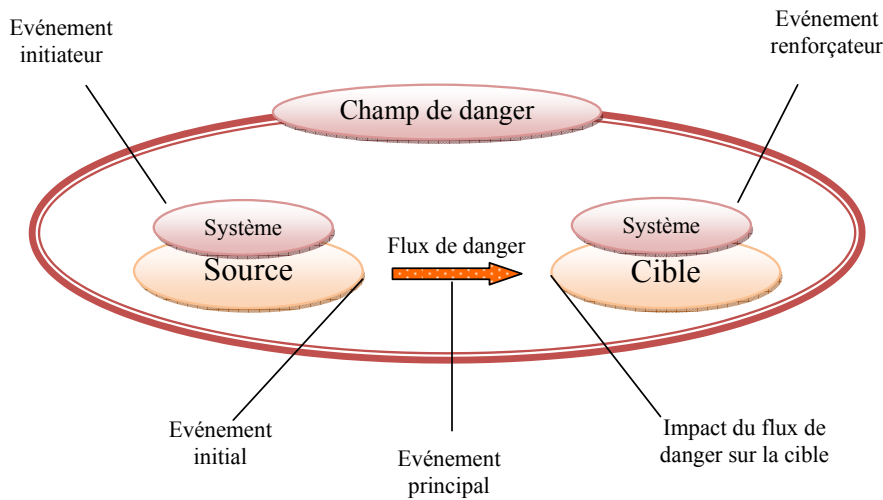 Evénement
initiateur
Evénement
renforçateur
Champ de danger
Système
Source
Flux de danger
Système
Cible
Evénement
initial
Evénement
principal
Impact du flux de
danger sur la cible